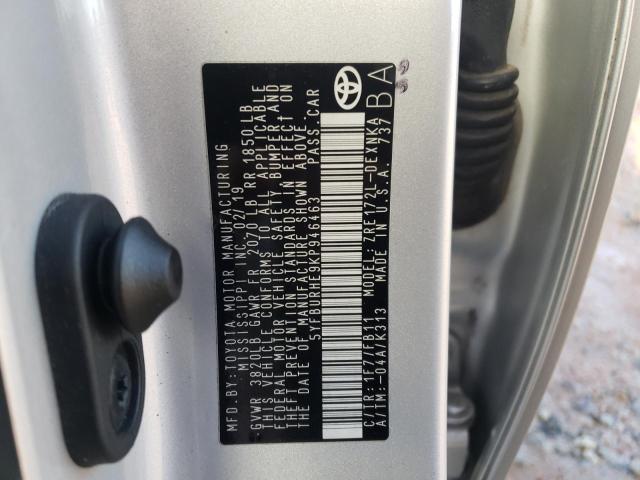 MFD.BY:TOYOTA MOTOR MANUFACTURING
MISSISSIPPI INC. 02/19
GVWR 3820LB GAWR FR 2070LB RR 1850LB
THIS VEHICLE CONFORMS TO ALL APPLICABLE
FEDERAL MOTOR VEHICLE SAFETY, BUMPER, AND
THEFT PREVENTION STANDARDS IN EFFECT ON
THE DATE OF MANUFACTURE SHOWN ABOVE.
5YFBURHE9KP946463 PASS.CAR
C/TR:1F7/FB11 MODEL:ZRE172L-DEXNKA
A/TM:-04A/K313 MADE IN U.S.A. 737
BA